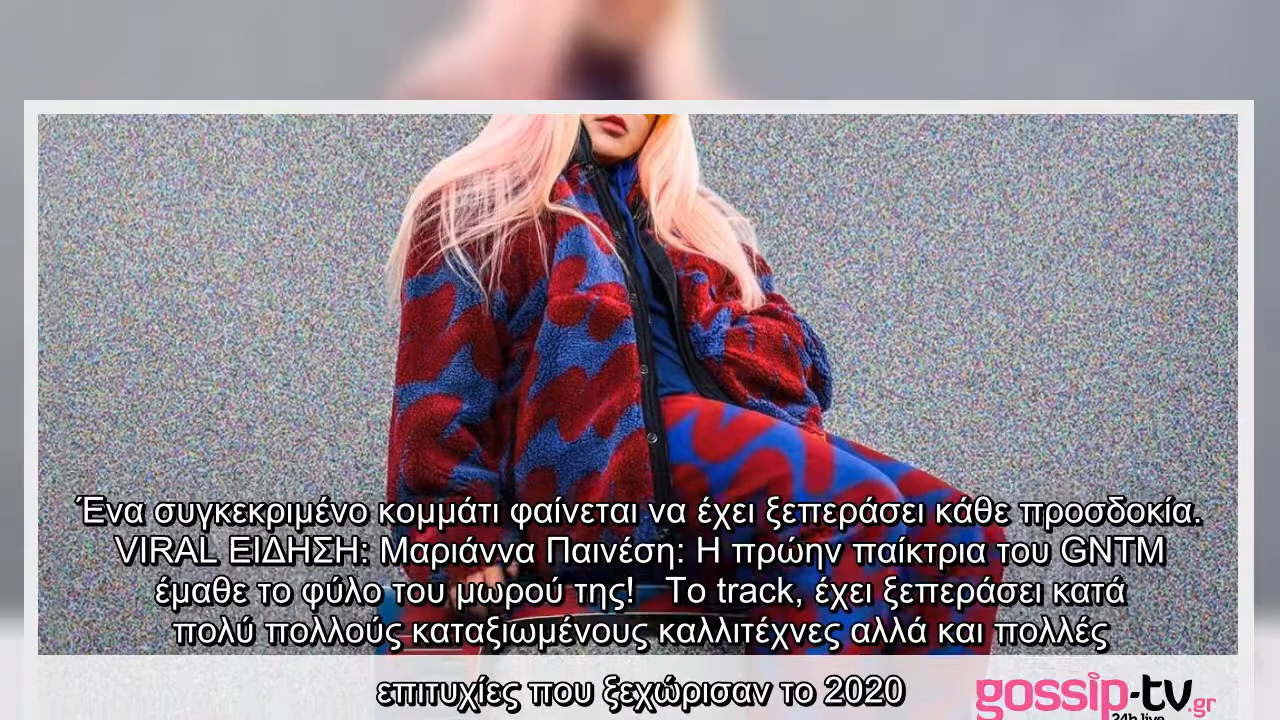 Ένα συγκεκριμένο κομμάτι φαίνεται να έχει ξεπεράσει κάθε προσδοκία.
VIRAL ΕΙΔΗΣΗ: Μαριάννα Παινέση: Η πρώην παίκτρια του GNTM
έμαθε το φύλο του μωρού της! Το track, έχει ξεπεράσει κατά
πολύ πολλούς καταξιωμένους καλλιτέχνες αλλά και πολλές
επιτυχίες που ξεχώρισαν το 2020
gossip-tv.gr
24h live